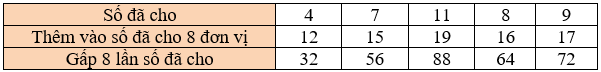 Số đã cho 4 7 11 8 9
Thêm vào số đã cho 8 đơn vị 12 15 19 16 17
Gấp 8 lần số đã cho 32 56 88 64 72